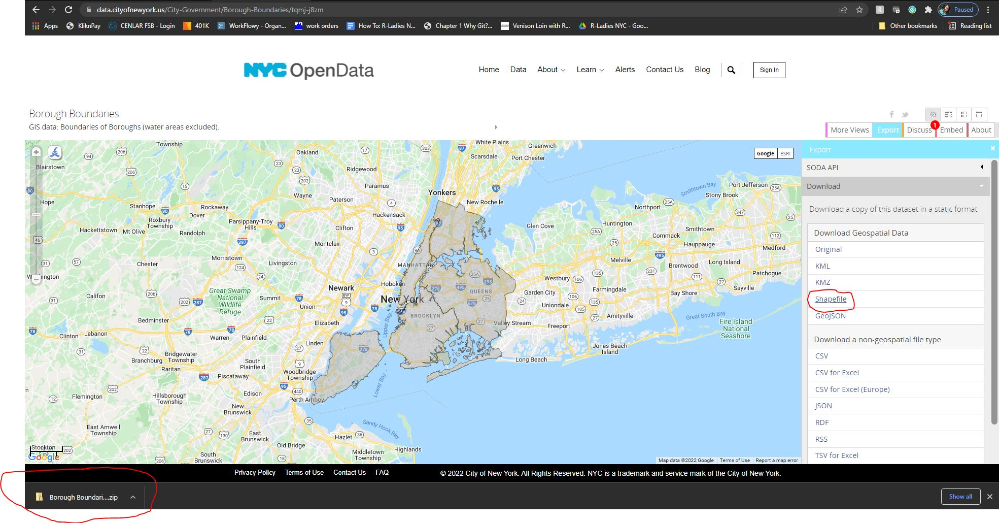 data.cityofnewyork.us/City-Government/Borough-Boundaries/tqmj-j8zm
Paused
Apps KliknPay CENLAR FSB - Login 401K WorkFlowy - Organ... work orders How To: R-Ladies N... Chapter 1 Why Git?... Venison Loin with R... R-Ladies NYC - Goo... Other bookmarks Reading list
NYC OpenData
Home Data About Learn Alerts Contact Us Blog Sign In
Borough Boundaries
GIS data: Boundaries of Boroughs (water areas excluded).
1
More Views Export Discuss Embed About
Export
SODA API
Download
Download a copy of this dataset in a static format
Download Geospatial Data
Original
KML
KMZ
Shapefile
GeoJSON
Download a non-geospatial file type
CSV
CSV for Excel
CSV for Excel (Europe)
JSON
RDF
RSS
TSV for Excel
Google ESRI
Township
Oakland
White Plains
Greenwich
Scarsdale
Port Chester
Blairstown
Ridgewood
Paramus
Wayne
Paterson
Yonkers
New Rochelle
Smithtown Bay
Port Jefferson
Stony Brook
Hope
Stanhope
Rockaway
Dover
Roxbury
Township
Parsippany-Troy
Hills
Hackensack
Clifton
Northport
Glen Cove
Huntington
Smithtown
Hackettstown
Mt Olive
Randolph
Commack
Hauppauge
Medford
Montclair
Morristown
Livingston
Chester
MANHATTAN
Melville
Brentwood
Long Island
Patchogue
Hoboken
Westbury
Newark
Great Swamp
National
Wildlife
Refuge
Summit
Califon
Union
New York
QUEENS
Garden City
Farmingdale
Bay Shore
Sayville
Uniondale
BROOKLYN
Bedminster
Elizabeth
Upper Bay
Valley Stream
Freeport
Amityville
Great South Bay
Fire Island
National
Seashore
Clinton
Lebanon
Warren
Plainfield
Linden
Jones Beach
Island
Long Beach
Branchburg
Bridgewater
Township
Raritan
South
Plainfield
Piscataway
Woodbridge
Township
Lower Bay
Flemington
Hillsborough
Township
Edison
Perth Amboy
New
Brunswick
East Amwell
Township
East
Brunswick
Sandy Hook Bay
Hazlet
Old Bridge
Middletown
Township
Highlands
Stockton
South
Brunswick
5 mi
Google
Map data ©2022 Google Terms of Use Report a map error
Privacy Policy Terms of Use Contact Us FAQ © 2022 City of New York. All Rights Reserved. NYC is a trademark and service mark of the City of New York.
Borough Boundari....zip
Show all